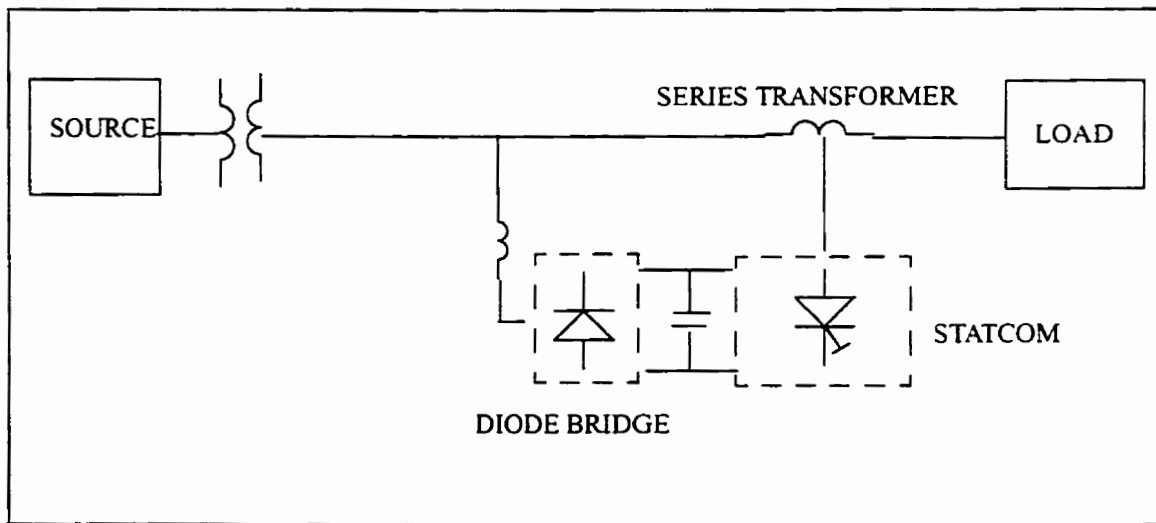 SERIES TRANSFORMER
SOURCE
LOAD
STATCOM
DIODE BRIDGE